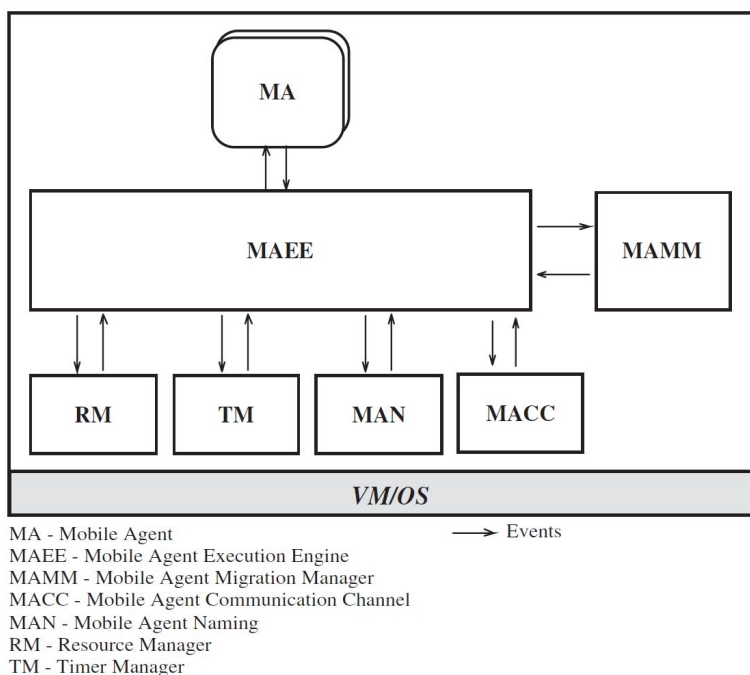 MA
MAEE
MAMM
RM
TM
MAN
MACC
VM/OS
MA - Mobile Agent
Events
MAEE - Mobile Agent Execution Engine
MAMM - Mobile Agent Migration Manager
MACC - Mobile Agent Communication Channel
MAN - Mobile Agent Naming
RM - Resource Manager
TM - Timer Manager